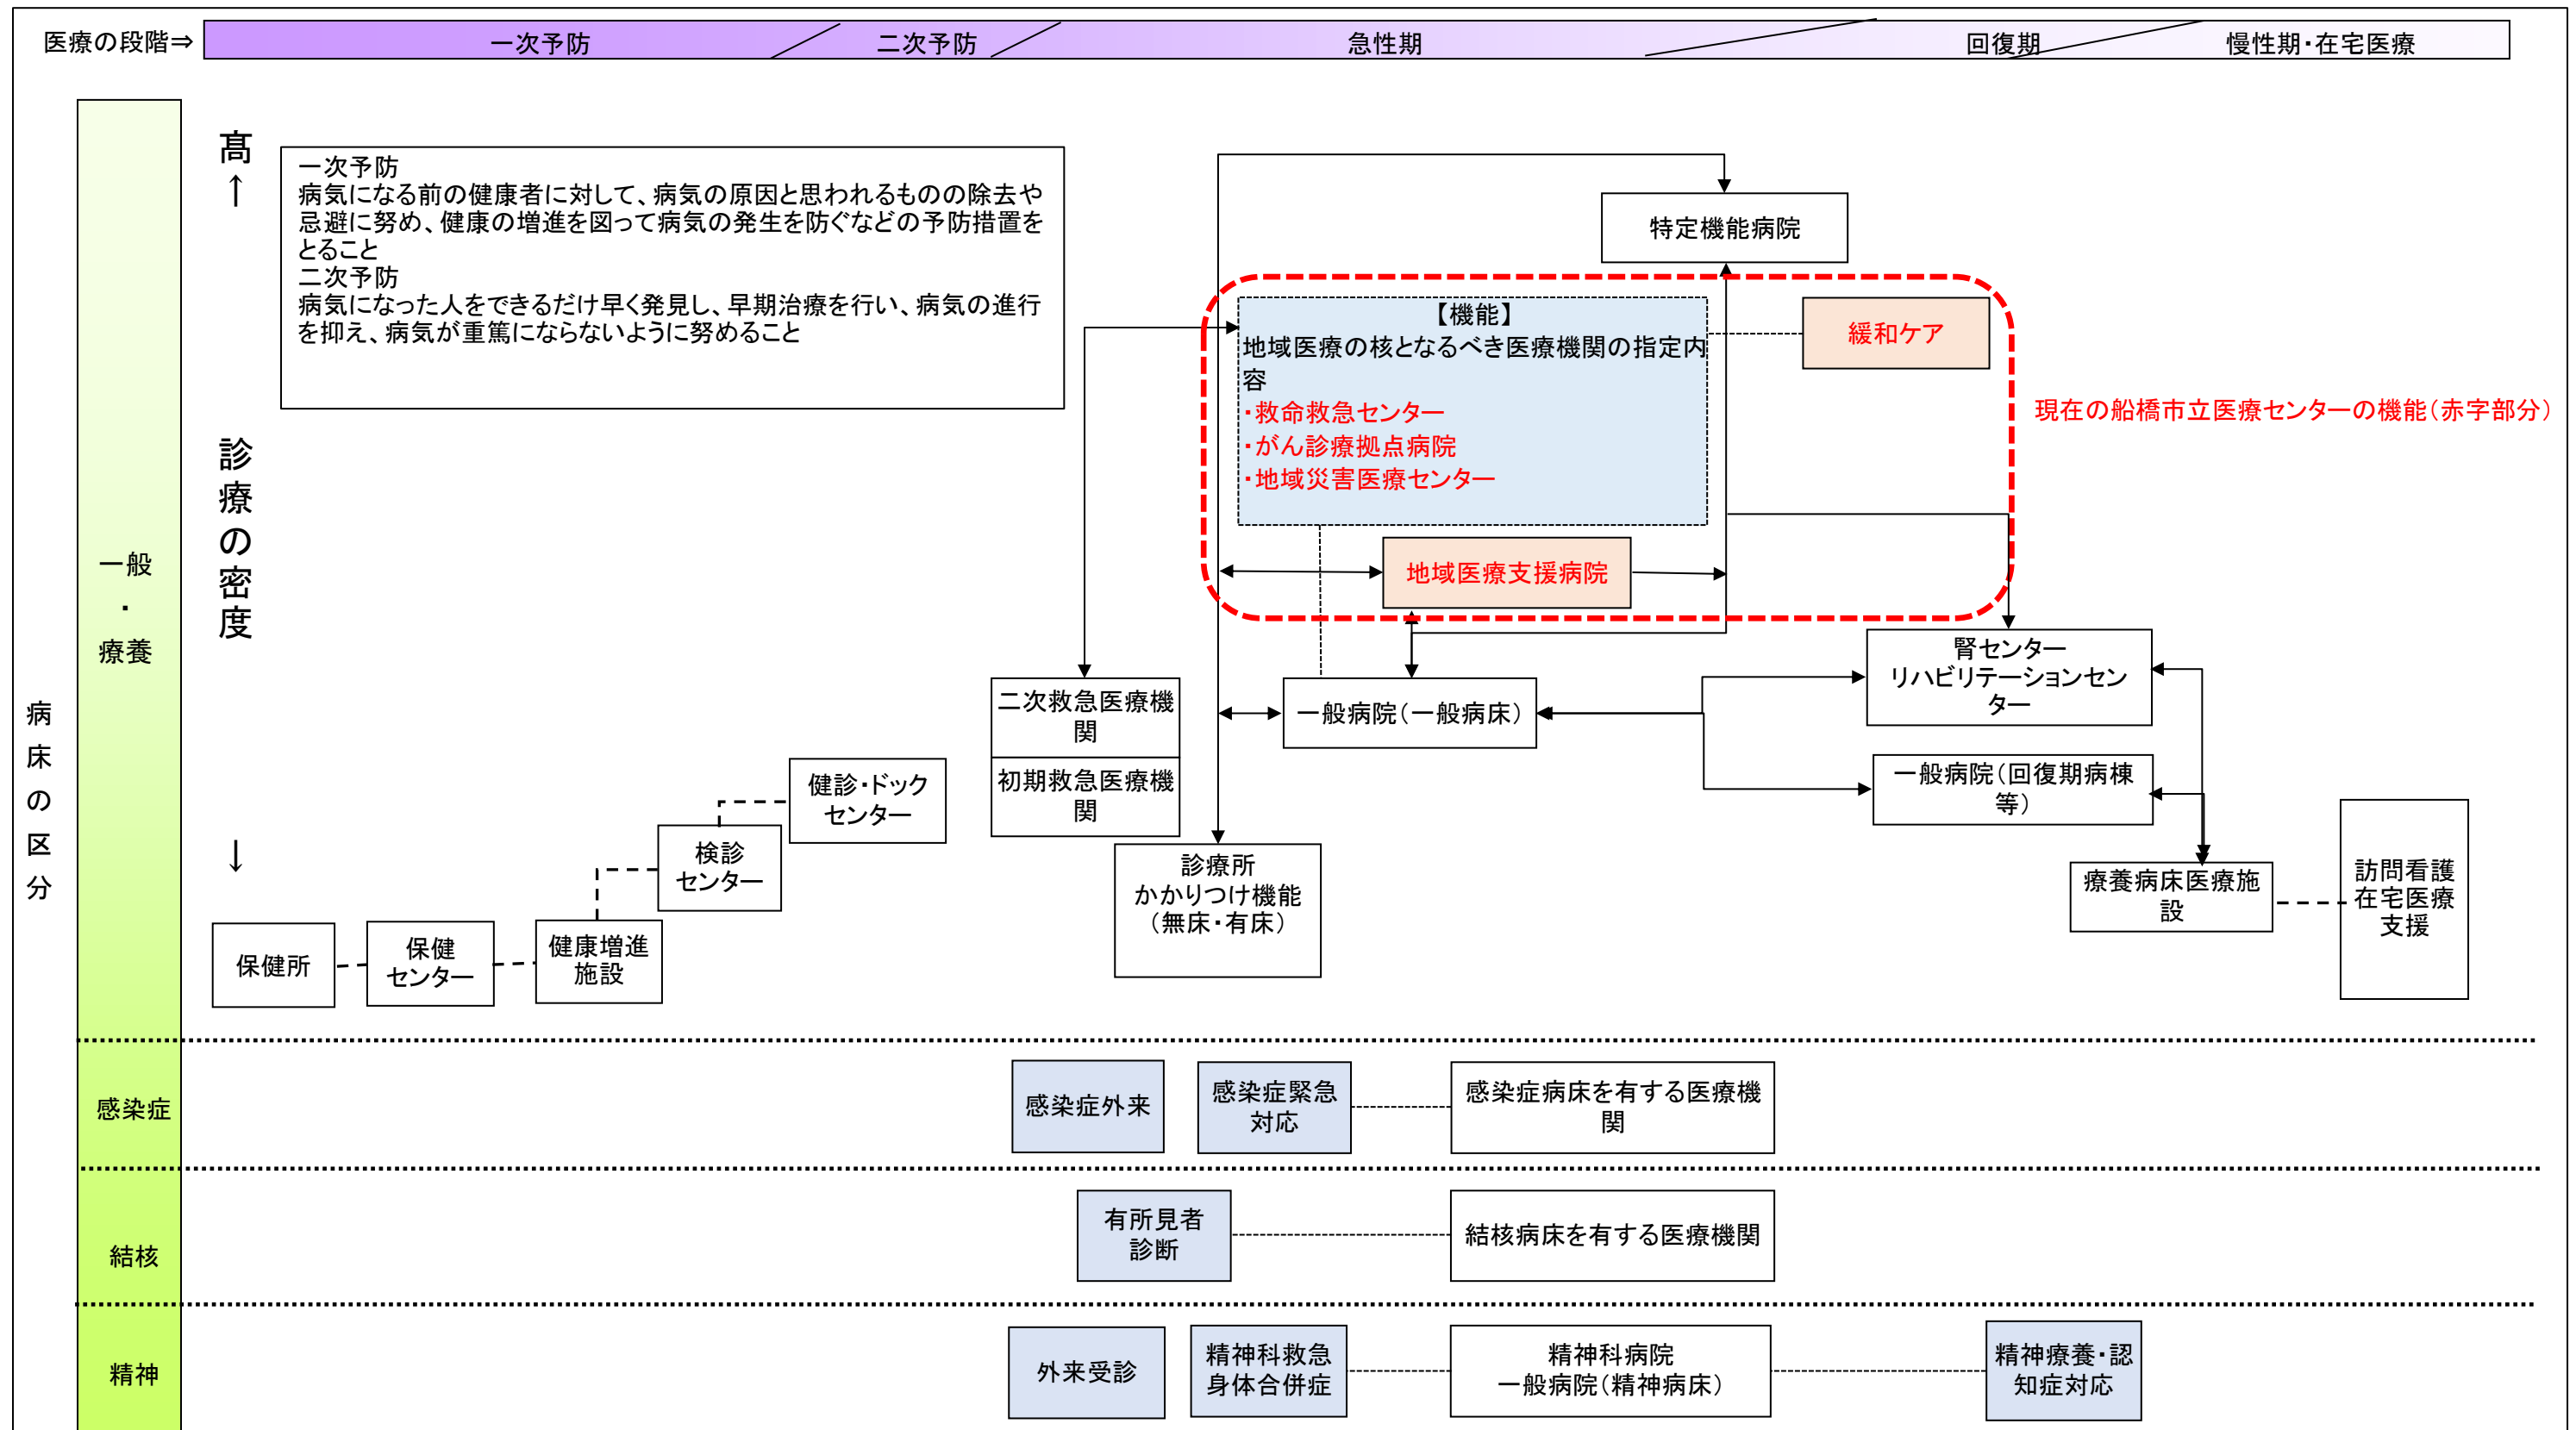 医療の段階⇒
一次予防
二次予防
急性期
回復期
慢性期・在宅医療
病床の区分
一般
・
療養
髙
↑
診療の密度
↓
一次予防
病気になる前の健康者に対して、病気の原因と思われるものの除去や
忌避に努め、健康の増進を図って病気の発生を防ぐなどの予防措置を
とること
二次予防
病気になった人をできるだけ早く発見し、早期治療を行い、病気の進行
を抑え、病気が重篤にならないように努めること
特定機能病院
【機能】
地域医療の核となるべき医療機関の指定内
容
・救命救急センター
・がん診療拠点病院
・地域災害医療センター
緩和ケア
現在の船橋市立医療センターの機能（赤字部分）
地域医療支援病院
二次救急医療機
関
初期救急医療機
関
一般病院（一般病床）
腎センター
リハビリテーションセン
ター
一般病院（回復期病棟
等）
健診・ドック
センター
検診
センター
診療所
かかりつけ機能
（無床・有床）
療養病床医療施
設
訪問看護
在宅医療
支援
保健所
保健
センター
健康増進
施設
感染症
感染症外来
感染症緊急
対応
感染症病床を有する医療機
関
結核
有所見者
診断
結核病床を有する医療機関
精神
外来受診
精神科救急
身体合併症
精神科病院
一般病院（精神病床）
精神療養・認
知症対応